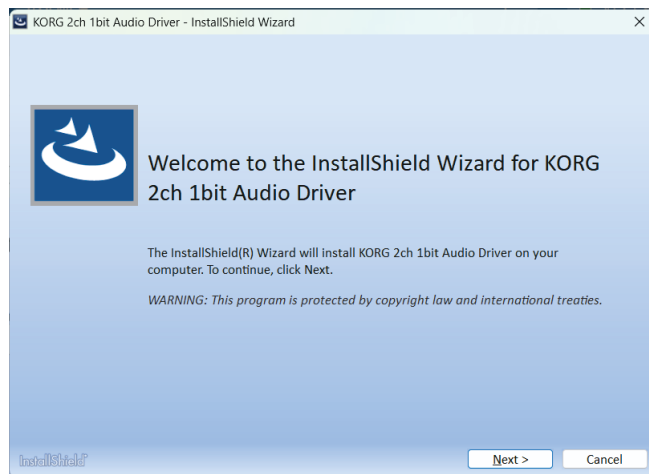 KORG 2ch 1bit Audio Driver - InstallShield Wizard
Welcome to the InstallShield Wizard for KORG
2ch 1bit Audio Driver
The InstallShield(R) Wizard will install KORG 2ch 1bit Audio Driver on your
computer. To continue, click Next.
WARNING: This program is protected by copyright law and international treaties.
InstallShield
Next >
Cancel